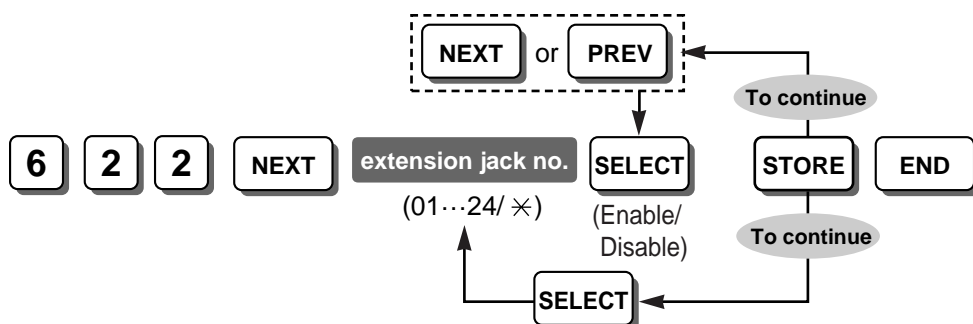 NEXT or PREV
To continue
6 2 2 NEXT extension jack no. SELECT STORE END
(01···24/ ✳) (Enable/
Disable)
To continue
SELECT